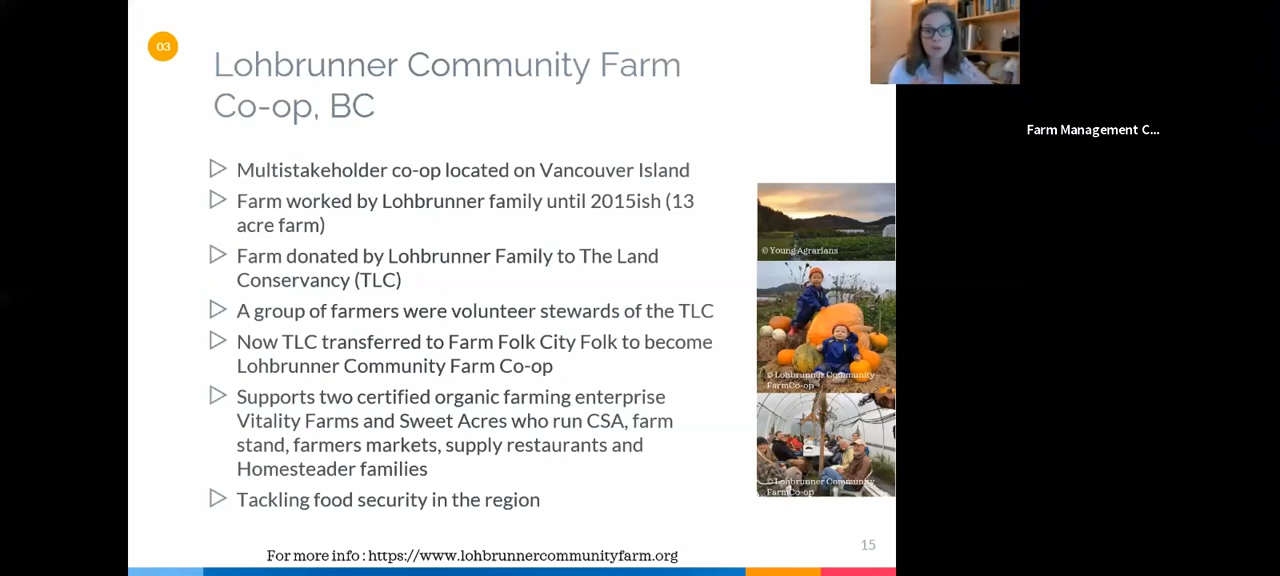 03
Lohbrunner Community Farm
Co-op, BC
Multistakeholder co-op located on Vancouver Island
Farm worked by Lohbrunner family until 2015ish (13
acre farm)
Farm donated by Lohbrunner Family to The Land
Conservancy (TLC)
A group of farmers were volunteer stewards of the TLC
Now TLC transferred to Farm Folk City Folk to become
Lohbrunner Community Farm Co-op
Supports two certified organic farming enterprise
Vitality Farms and Sweet Acres who run CSA, farm
stand, farmers markets, supply restaurants and
Homesteader families
Tackling food security in the region
For more info : https://www.lohbrunnercommunityfarm.org
15
© Young Agrarians
© Lohbrunner Community
FarmCo-op
© Lohbrunner Community
FarmCo-op
Farm Management C...